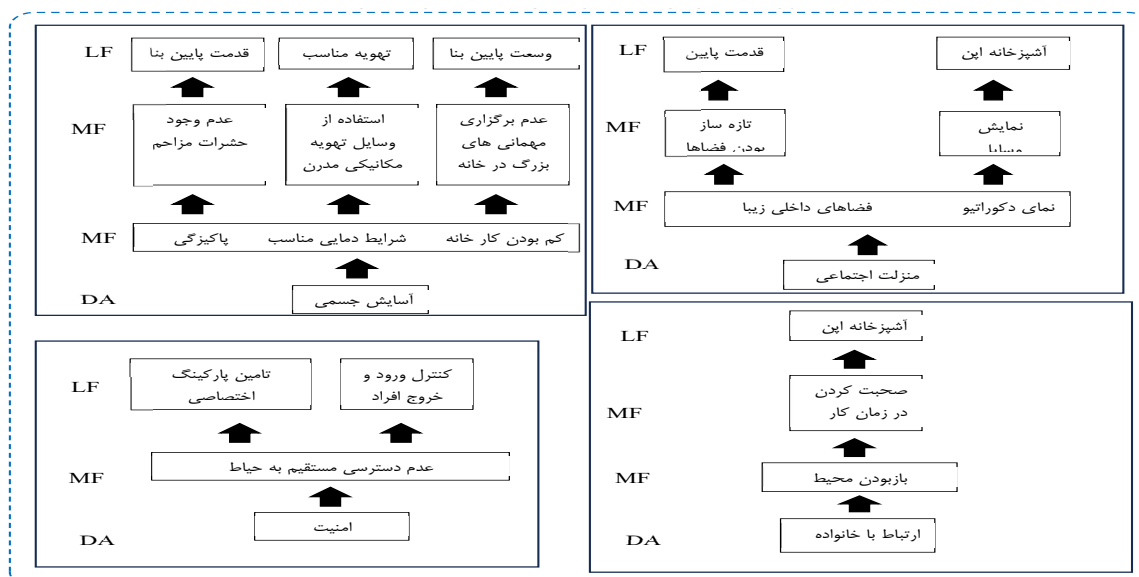 LF
قدمت پایین بنا
تهویه مناسب
وسعت پایین بنا
MF
عدم وجود
حشرات مزاحم
استفاده از
وسایل تهویه
مکانیکی مدرن
عدم برگزاری
مهمانی های
بزرگ در خانه
MF
پاکیزگی
شرایط دمایی مناسب
کم بودن کار خانه
DA
آسایش جسمی
LF
قدمت پایین
آشپزخانه اپن
MF
تازه ساز
بودن فضاها
نمایش
وسایل
MF
فضاهای داخلی زیبا
نمای دکوراتیو
DA
منزلت اجتماعی
LF
تامین پارکینگ
اختصاصی
کنترل ورود و
خروج افراد
MF
عدم دسترسی مستقیم به حیاط
DA
امنیت
LF
آشپزخانه اپن
MF
صحبت کردن
در زمان کار
MF
بازبودن محیط
DA
ارتباط با خانواده